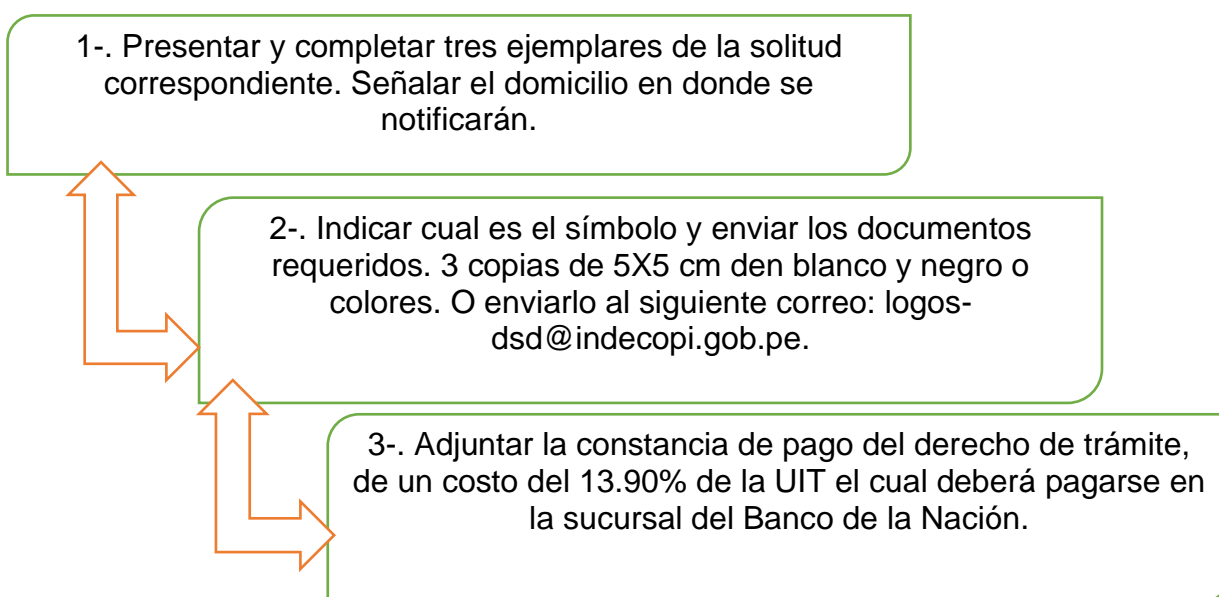 1-. Presentar y completar tres ejemplares de la solitud
correspondiente. Señalar el domicilio en donde se
notificarán.
2-. Indicar cual es el símbolo y enviar los documentos
requeridos. 3 copias de 5X5 cm den blanco y negro o
colores. O enviarlo al siguiente correo: logos-
dsd@indecopi.gob.pe.
3-. Adjuntar la constancia de pago del derecho de trámite,
de un costo del 13.90% de la UIT el cual deberá pagarse en
la sucursal del Banco de la Nación.